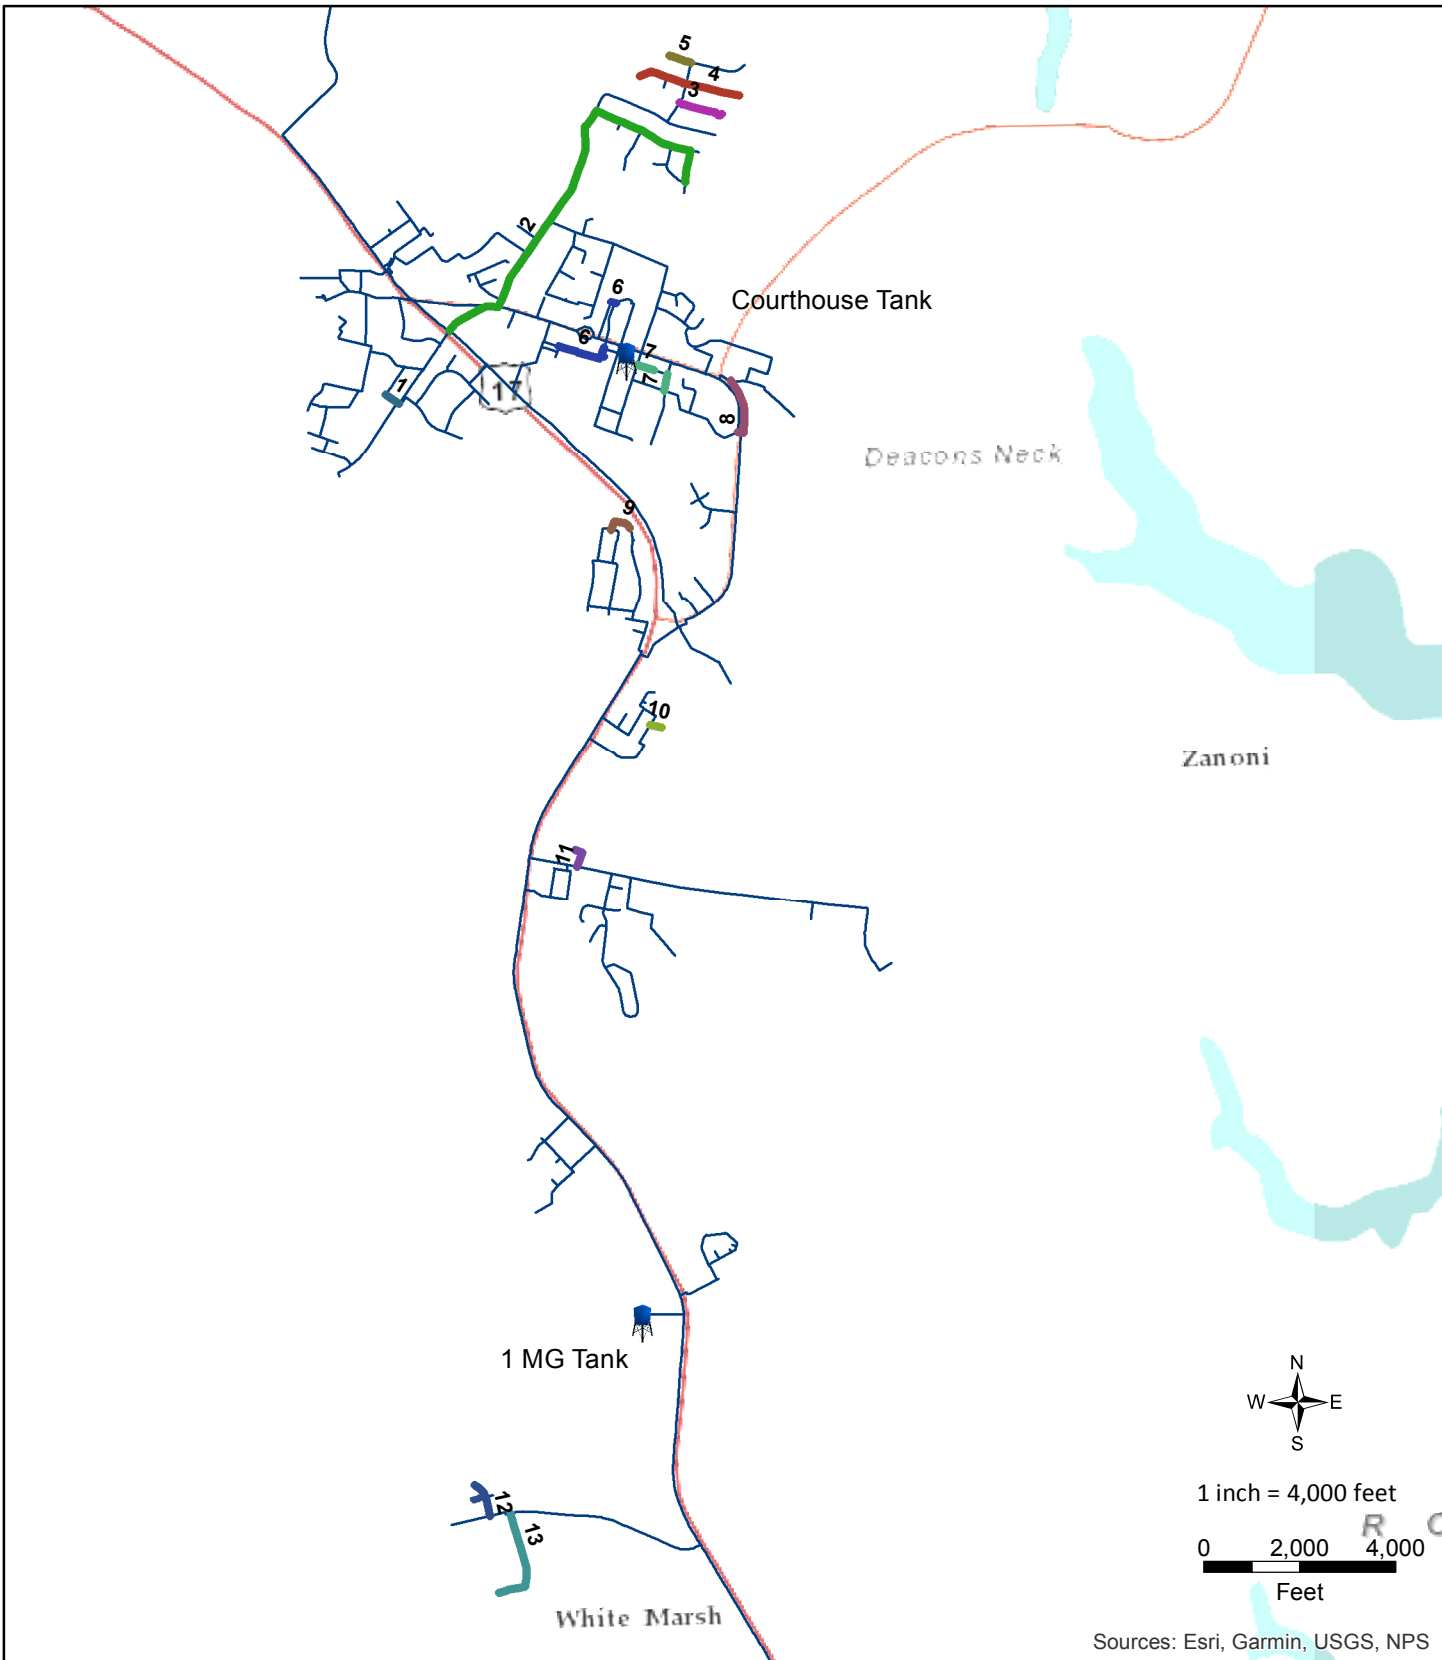 5
4
3
2
6
Courthouse Tank
6
7
7
1
17
8
Deacons Neck
9
10
Zanoni
11
1 MG Tank
N
W E
S
12
13
1 inch = 4,000 feet
R
0 2,000 4,000
Feet
White Marsh
Sources: Esri, Garmin, USGS, NPS